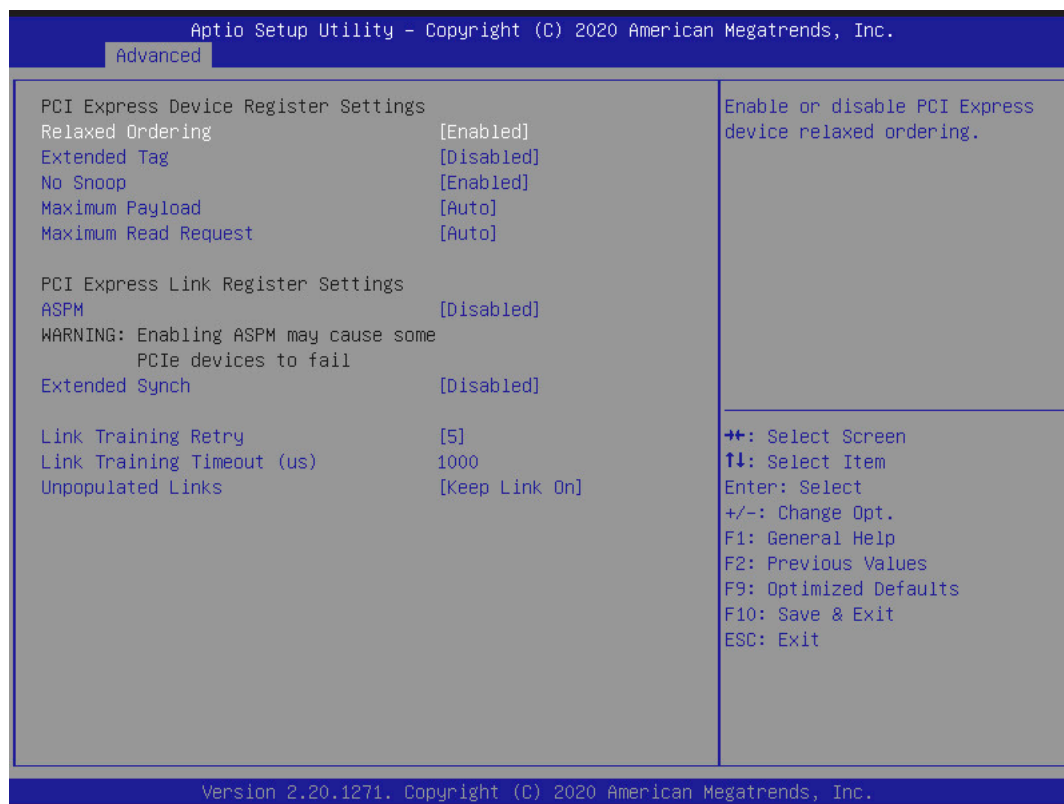 Aptio Setup Utility – Copyright (C) 2020 American Megatrends, Inc.
Advanced
PCI Express Device Register Settings
Relaxed Ordering [Enabled]
Extended Tag [Disabled]
No Snoop [Enabled]
Maximum Payload [Auto]
Maximum Read Request [Auto]
PCI Express Link Register Settings
ASPM [Disabled]
WARNING: Enabling ASPM may cause some
PCIe devices to fail
Extended Synch [Disabled]
Link Training Retry [5]
Link Training Timeout (us) 1000
Unpopulated Links [Keep Link On]
Enable or disable PCI Express
device relaxed ordering.
→←: Select Screen
↑↓: Select Item
Enter: Select
+/-: Change Opt.
F1: General Help
F2: Previous Values
F9: Optimized Defaults
F10: Save & Exit
ESC: Exit
Version 2.20.1271. Copyright (C) 2020 American Megatrends, Inc.